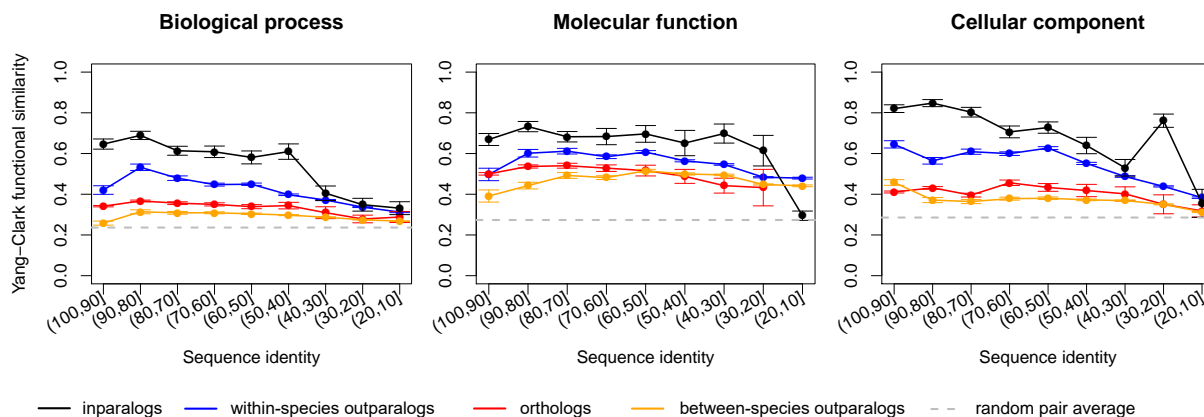 Biological process
Molecular function
Cellular component
Yang−Clark functional similarity
0.0 0.2 0.4 0.6 0.8 1.0
0.0 0.2 0.4 0.6 0.8 1.0
0.0 0.2 0.4 0.6 0.8 1.0
(100,90] (90,80] (80,70] (70,60] (60,50] (50,40] (40,30] (30,20] (20,10]
(100,90] (90,80] (80,70] (70,60] (60,50] (50,40] (40,30] (30,20] (20,10]
(100,90] (90,80] (80,70] (70,60] (60,50] (50,40] (40,30] (30,20] (20,10]
Sequence identity
Sequence identity
Sequence identity
inparalogs within−species outparalogs orthologs between−species outparalogs random pair average